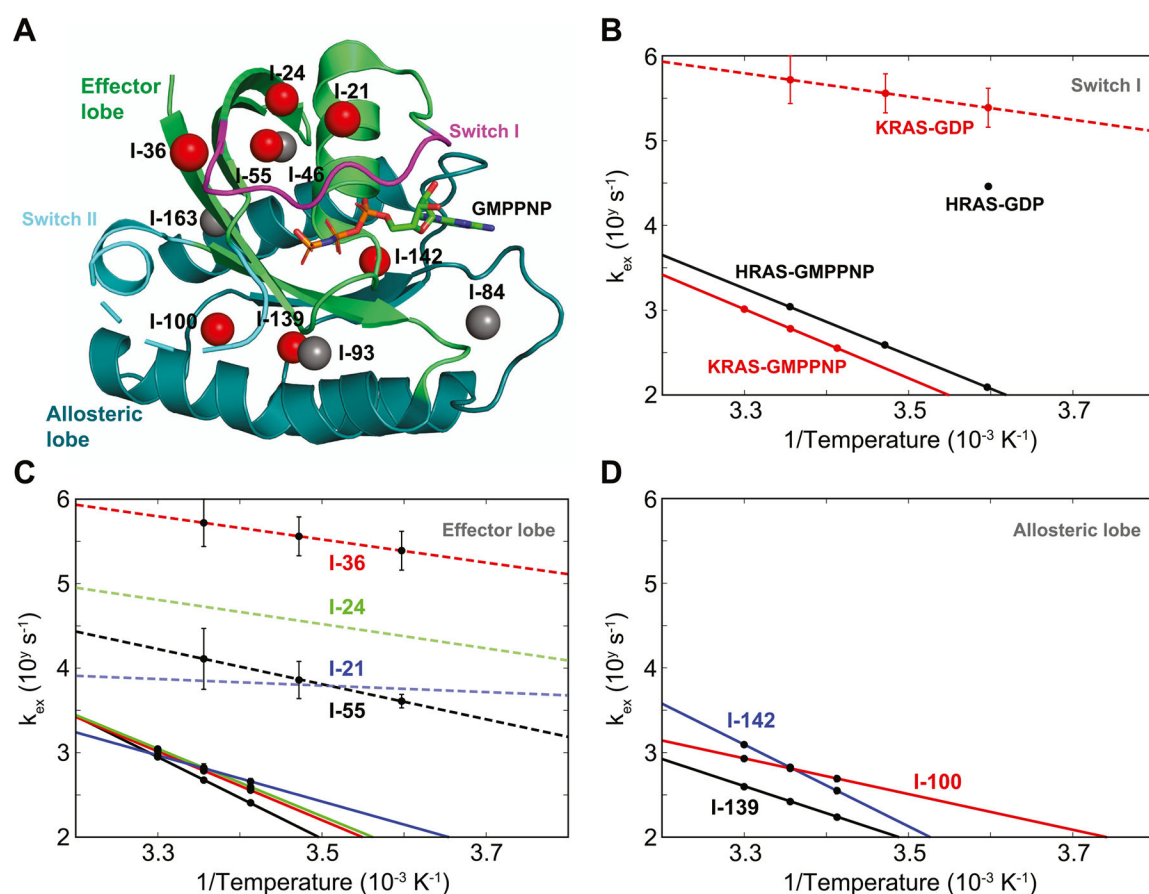 A
Effector
lobe
I-24
I-21
Switch I
I-36
I-55
I-46
Switch II
I-163
GMPPNP
I-142
I-84
I-100
I-139
I-93
Allosteric
lobe
B
Switch I
KRAS-GDP
HRAS-GDP
HRAS-GMPPNP
KRAS-GMPPNP
kex (10^y s^-1)
6
5
4
3
2
3.3 3.5 3.7
1/Temperature (10^-3 K^-1)
C
Effector lobe
I-36
I-24
I-21
I-55
kex (10^y s^-1)
6
5
4
3
2
3.3 3.5 3.7
1/Temperature (10^-3 K^-1)
D
Allosteric lobe
I-142
I-100
I-139
kex (10^y s^-1)
6
5
4
3
2
3.3 3.5 3.7
1/Temperature (10^-3 K^-1)